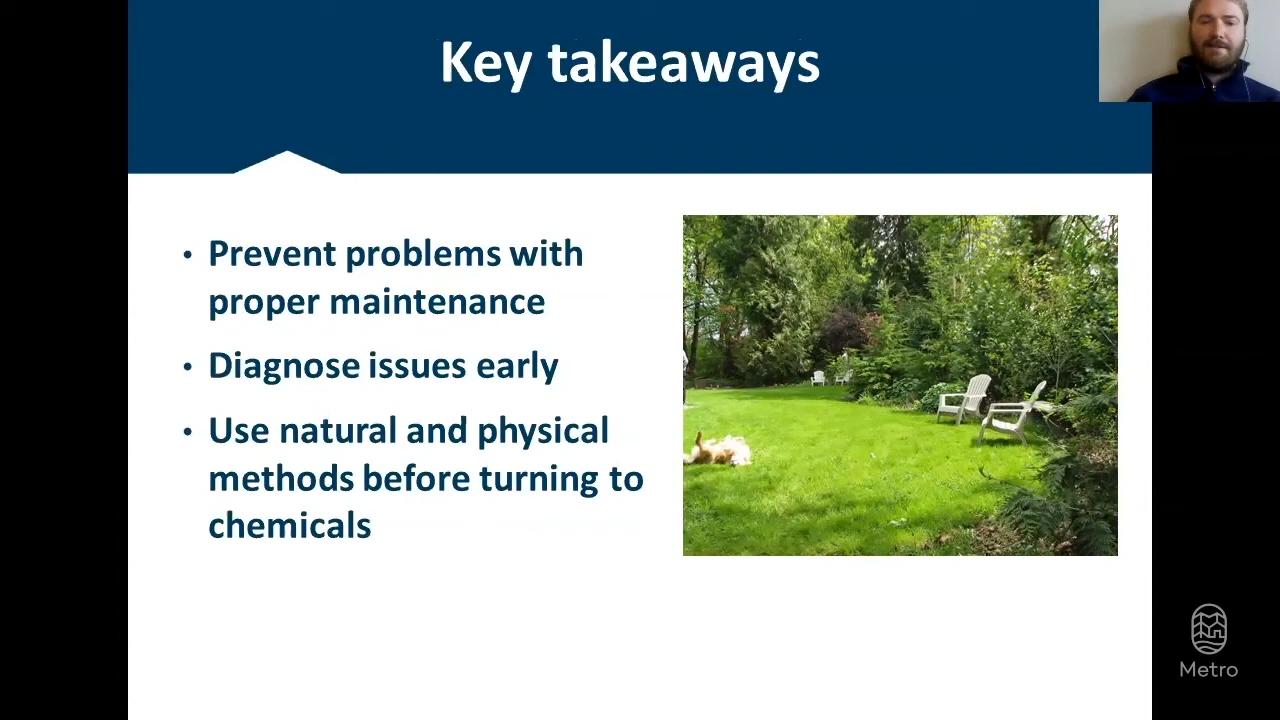 Key takeaways
• Prevent problems with
proper maintenance
• Diagnose issues early
• Use natural and physical
methods before turning to
chemicals
Metro